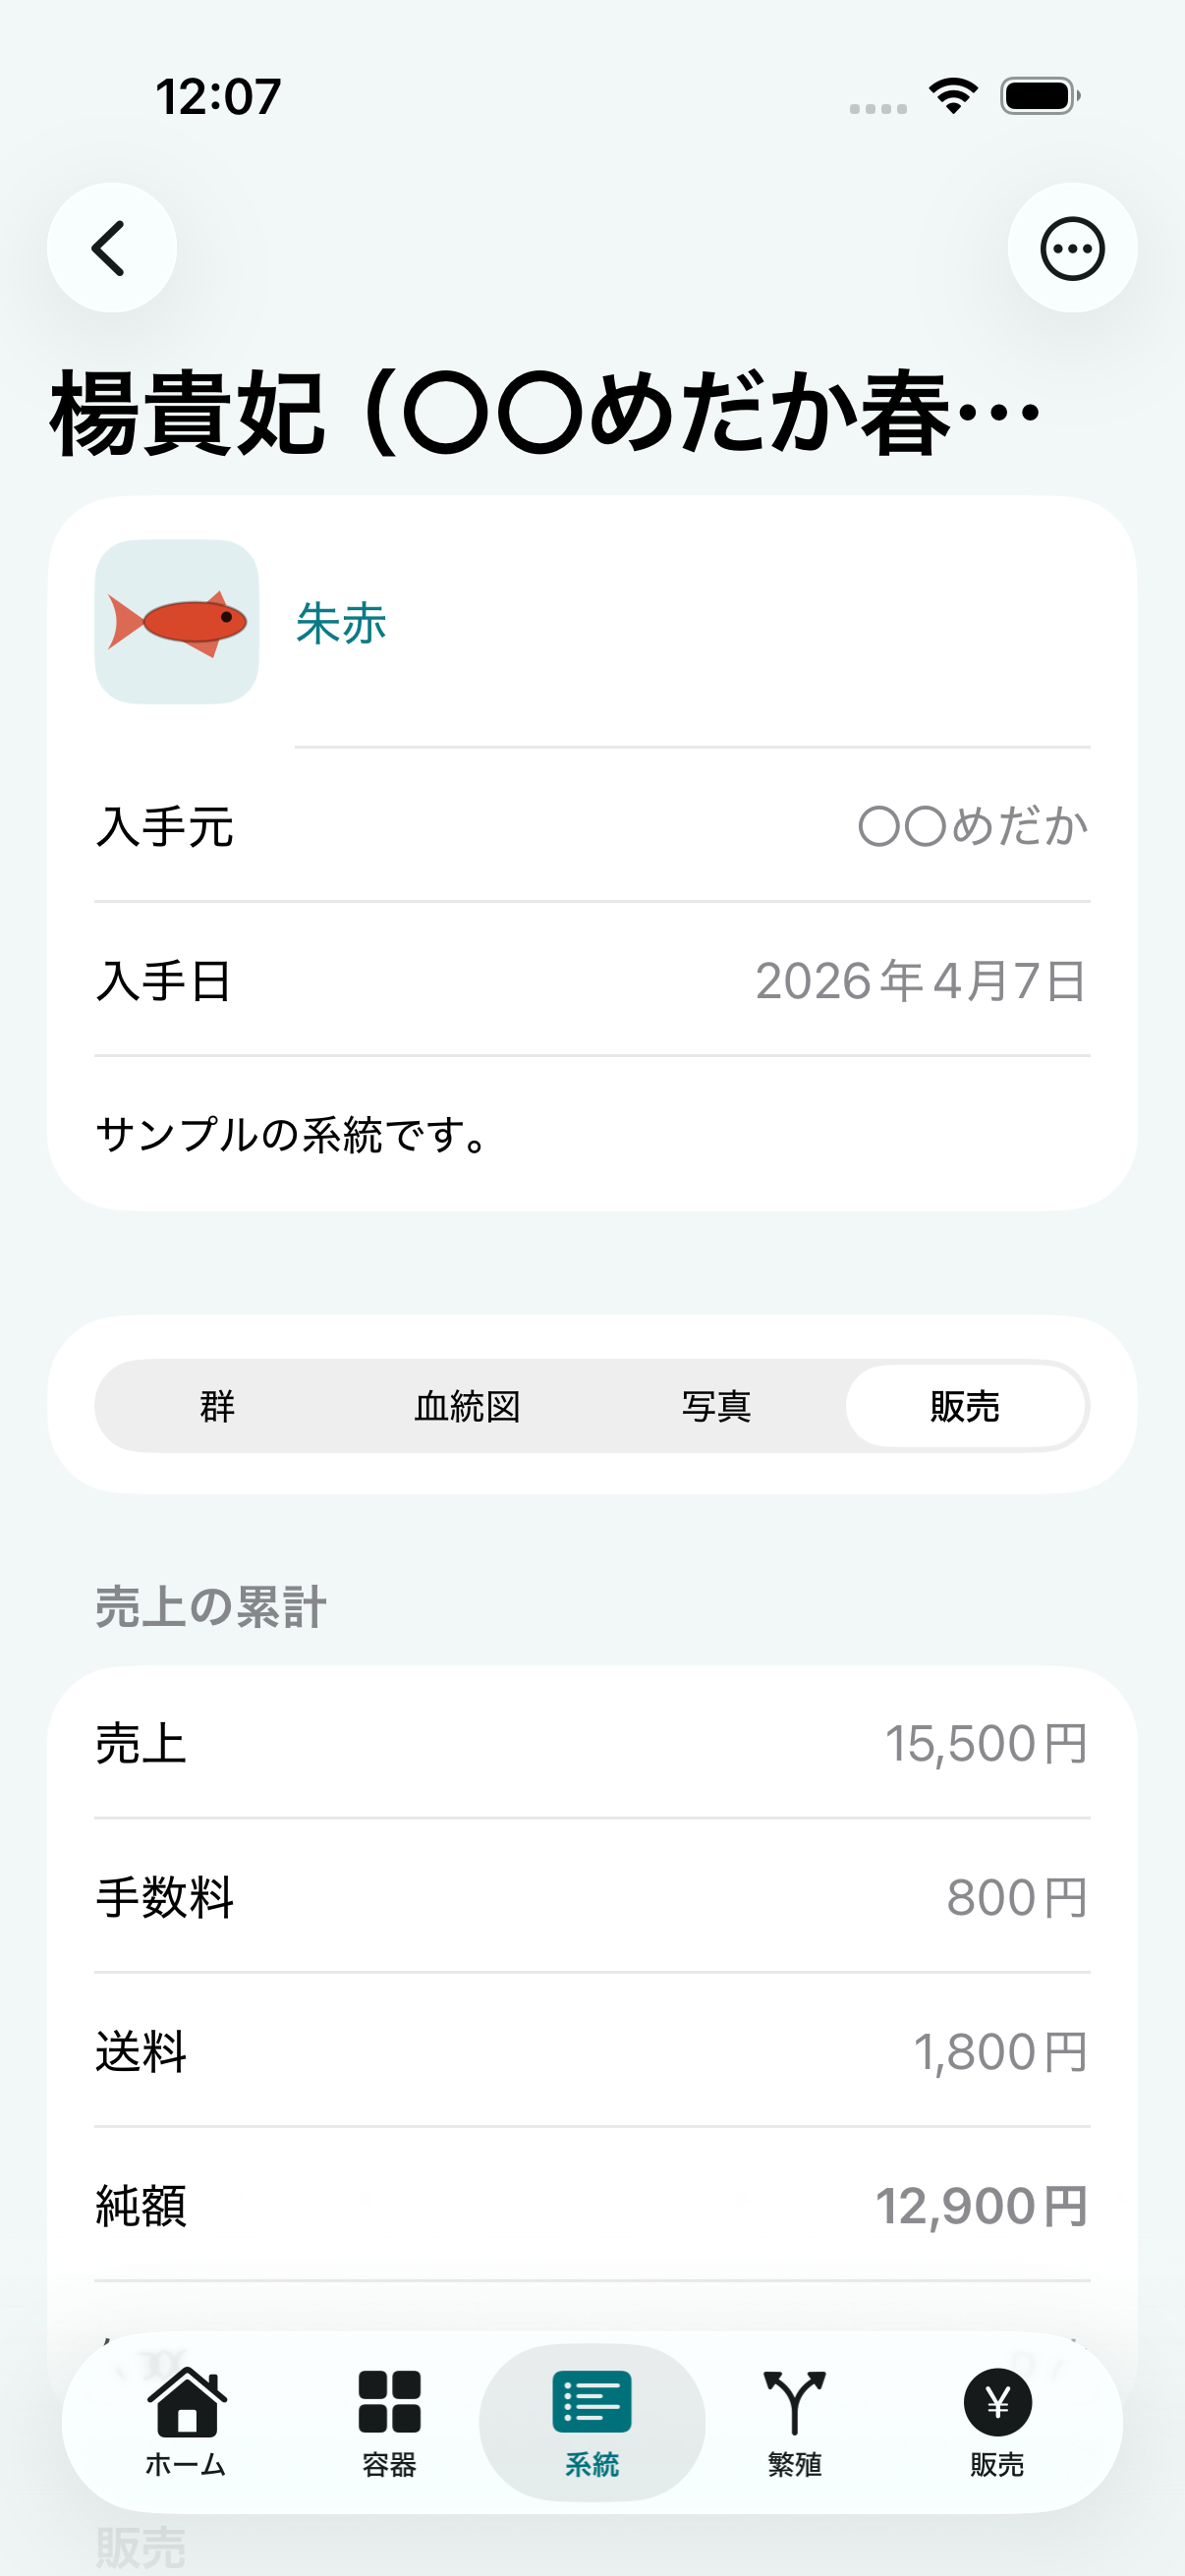 12:07
楊貴妃（〇〇めだか春…
朱赤
入手元
〇〇めだか
入手日
2026年4月7日
サンプルの系統です。
群
血統図
写真
販売
売上の累計
売上
15,500円
手数料
800円
送料
1,800円
純額
12,900円
ホーム
容器
系統
繁殖
販売
販売